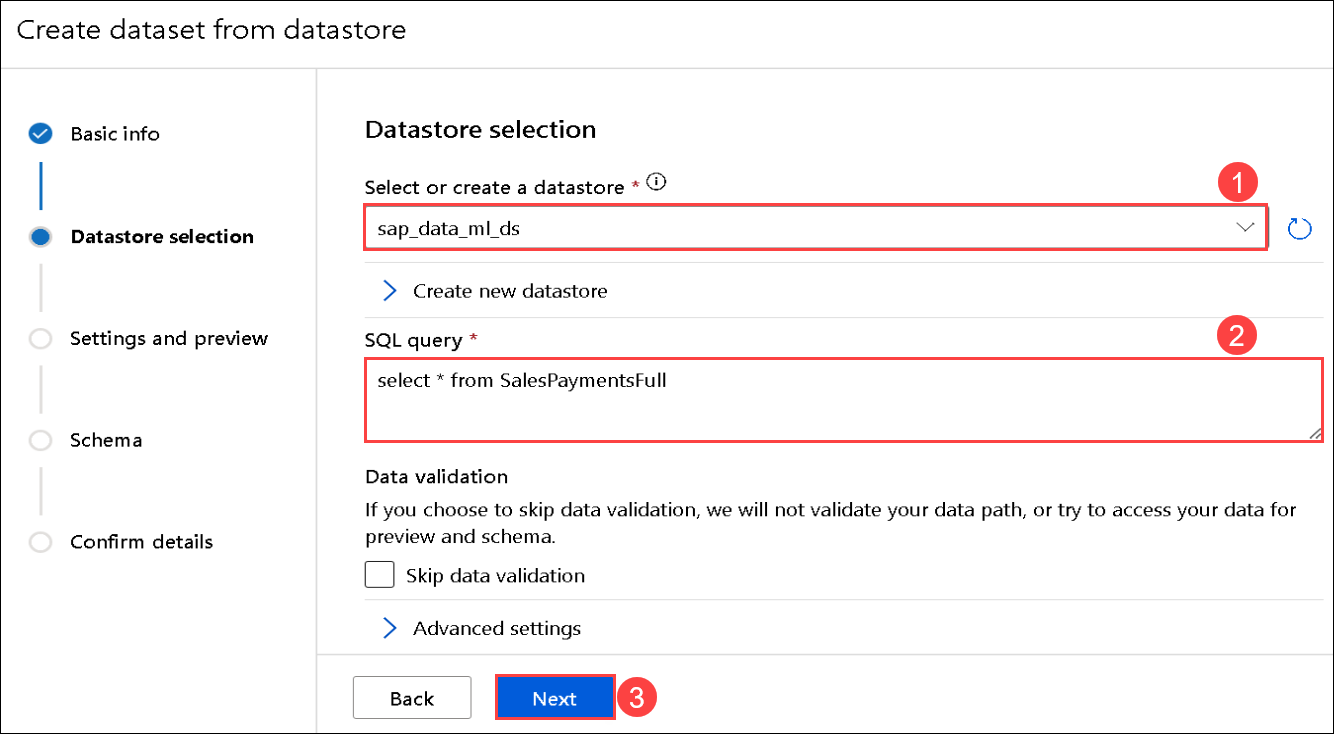 Create dataset from datastore
Basic info
Datastore selection
Settings and preview
Schema
Confirm details
Datastore selection
Select or create a datastore *
1
sap_data_ml_ds
Create new datastore
SQL query *
2
select * from SalesPaymentsFull
Data validation
If you choose to skip data validation, we will not validate your data path, or try to access your data for
preview and schema.
Skip data validation
Advanced settings
Back
Next
3